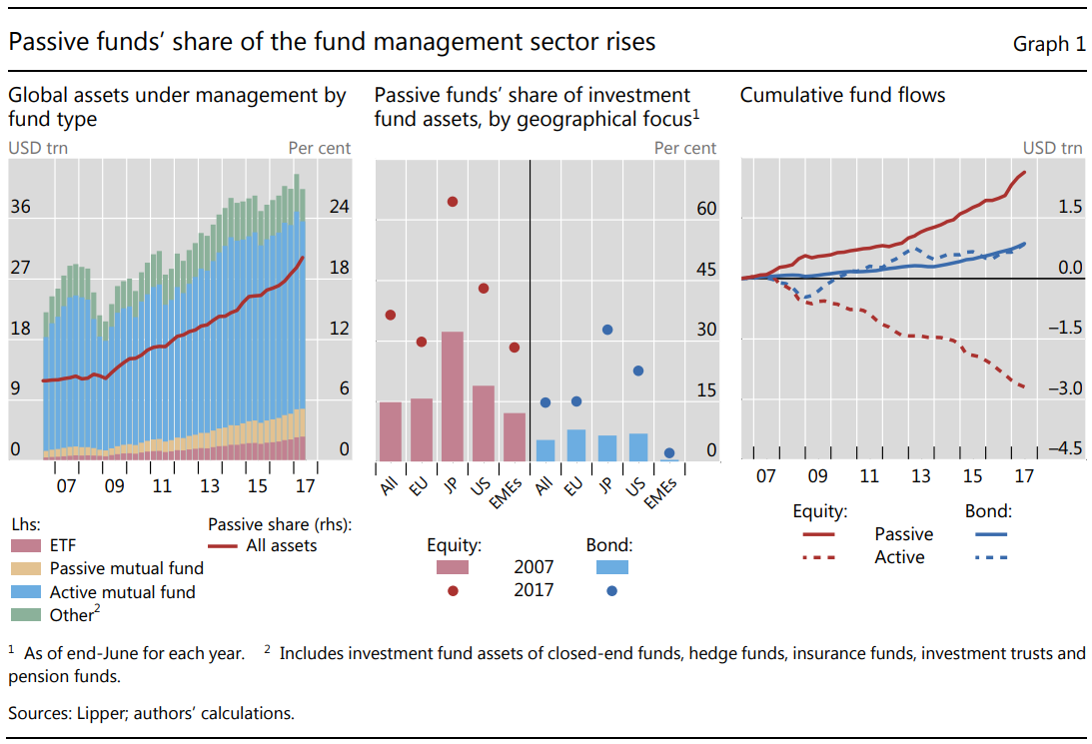 Passive funds’ share of the fund management sector rises
Graph 1
Global assets under management by
fund type
USD trn
Per cent
36
27
18
9
0
24
18
12
6
0
07
09
11
13
15
17
Lhs:
ETF
Passive mutual fund
Active mutual fund
Other2
Passive share (rhs):
All assets
Passive funds’ share of investment
fund assets, by geographical focus1
Per cent
60
45
30
15
0
All
EU
JP
US
EMEs
All
EU
JP
US
EMEs
Equity:
Bond:
2007
2017
Cumulative fund flows
USD trn
1.5
0.0
–1.5
–3.0
–4.5
07
09
11
13
15
17
Equity:
Bond:
Passive
Active
1 As of end-June for each year. 2 Includes investment fund assets of closed-end funds, hedge funds, insurance funds, investment trusts and
pension funds.
Sources: Lipper; authors’ calculations.